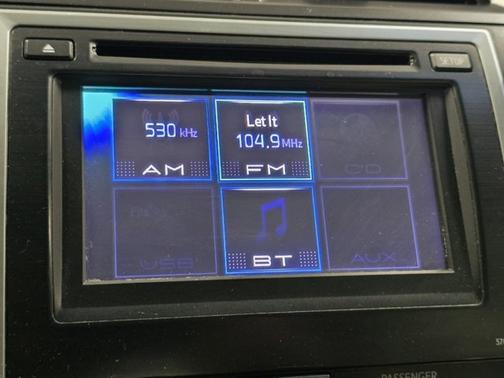 SETUP
530 kHz
AM
Let It
104.9 MHz
FM
CD
USB
BT
AUX
PASSENGER